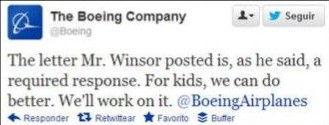 The Boeing Company
@Boeing
Seguir
The letter Mr. Winsor posted is, as he said, a
required response. For kids, we can do
better. We'll work on it. @BoeingAirplanes
Responder Retwittear Favorito Buffer